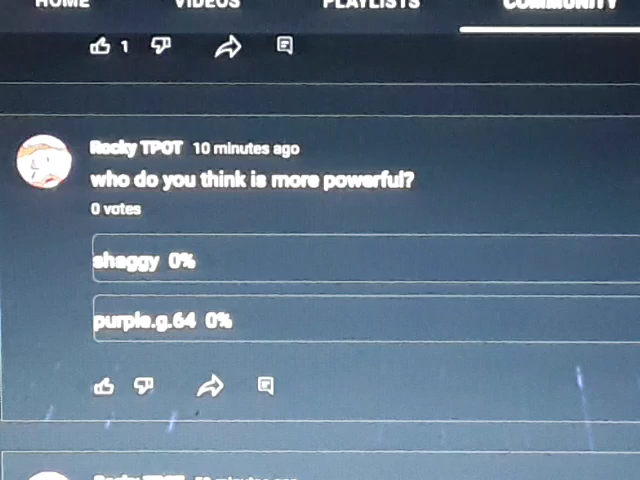 HOME VIDEOS PLAYLISTS COMMUNITY
1
Rocky TPOT 10 minutes ago
who do you think is more powerful?
0 votes
shaggy 0%
purple.g.64 0%